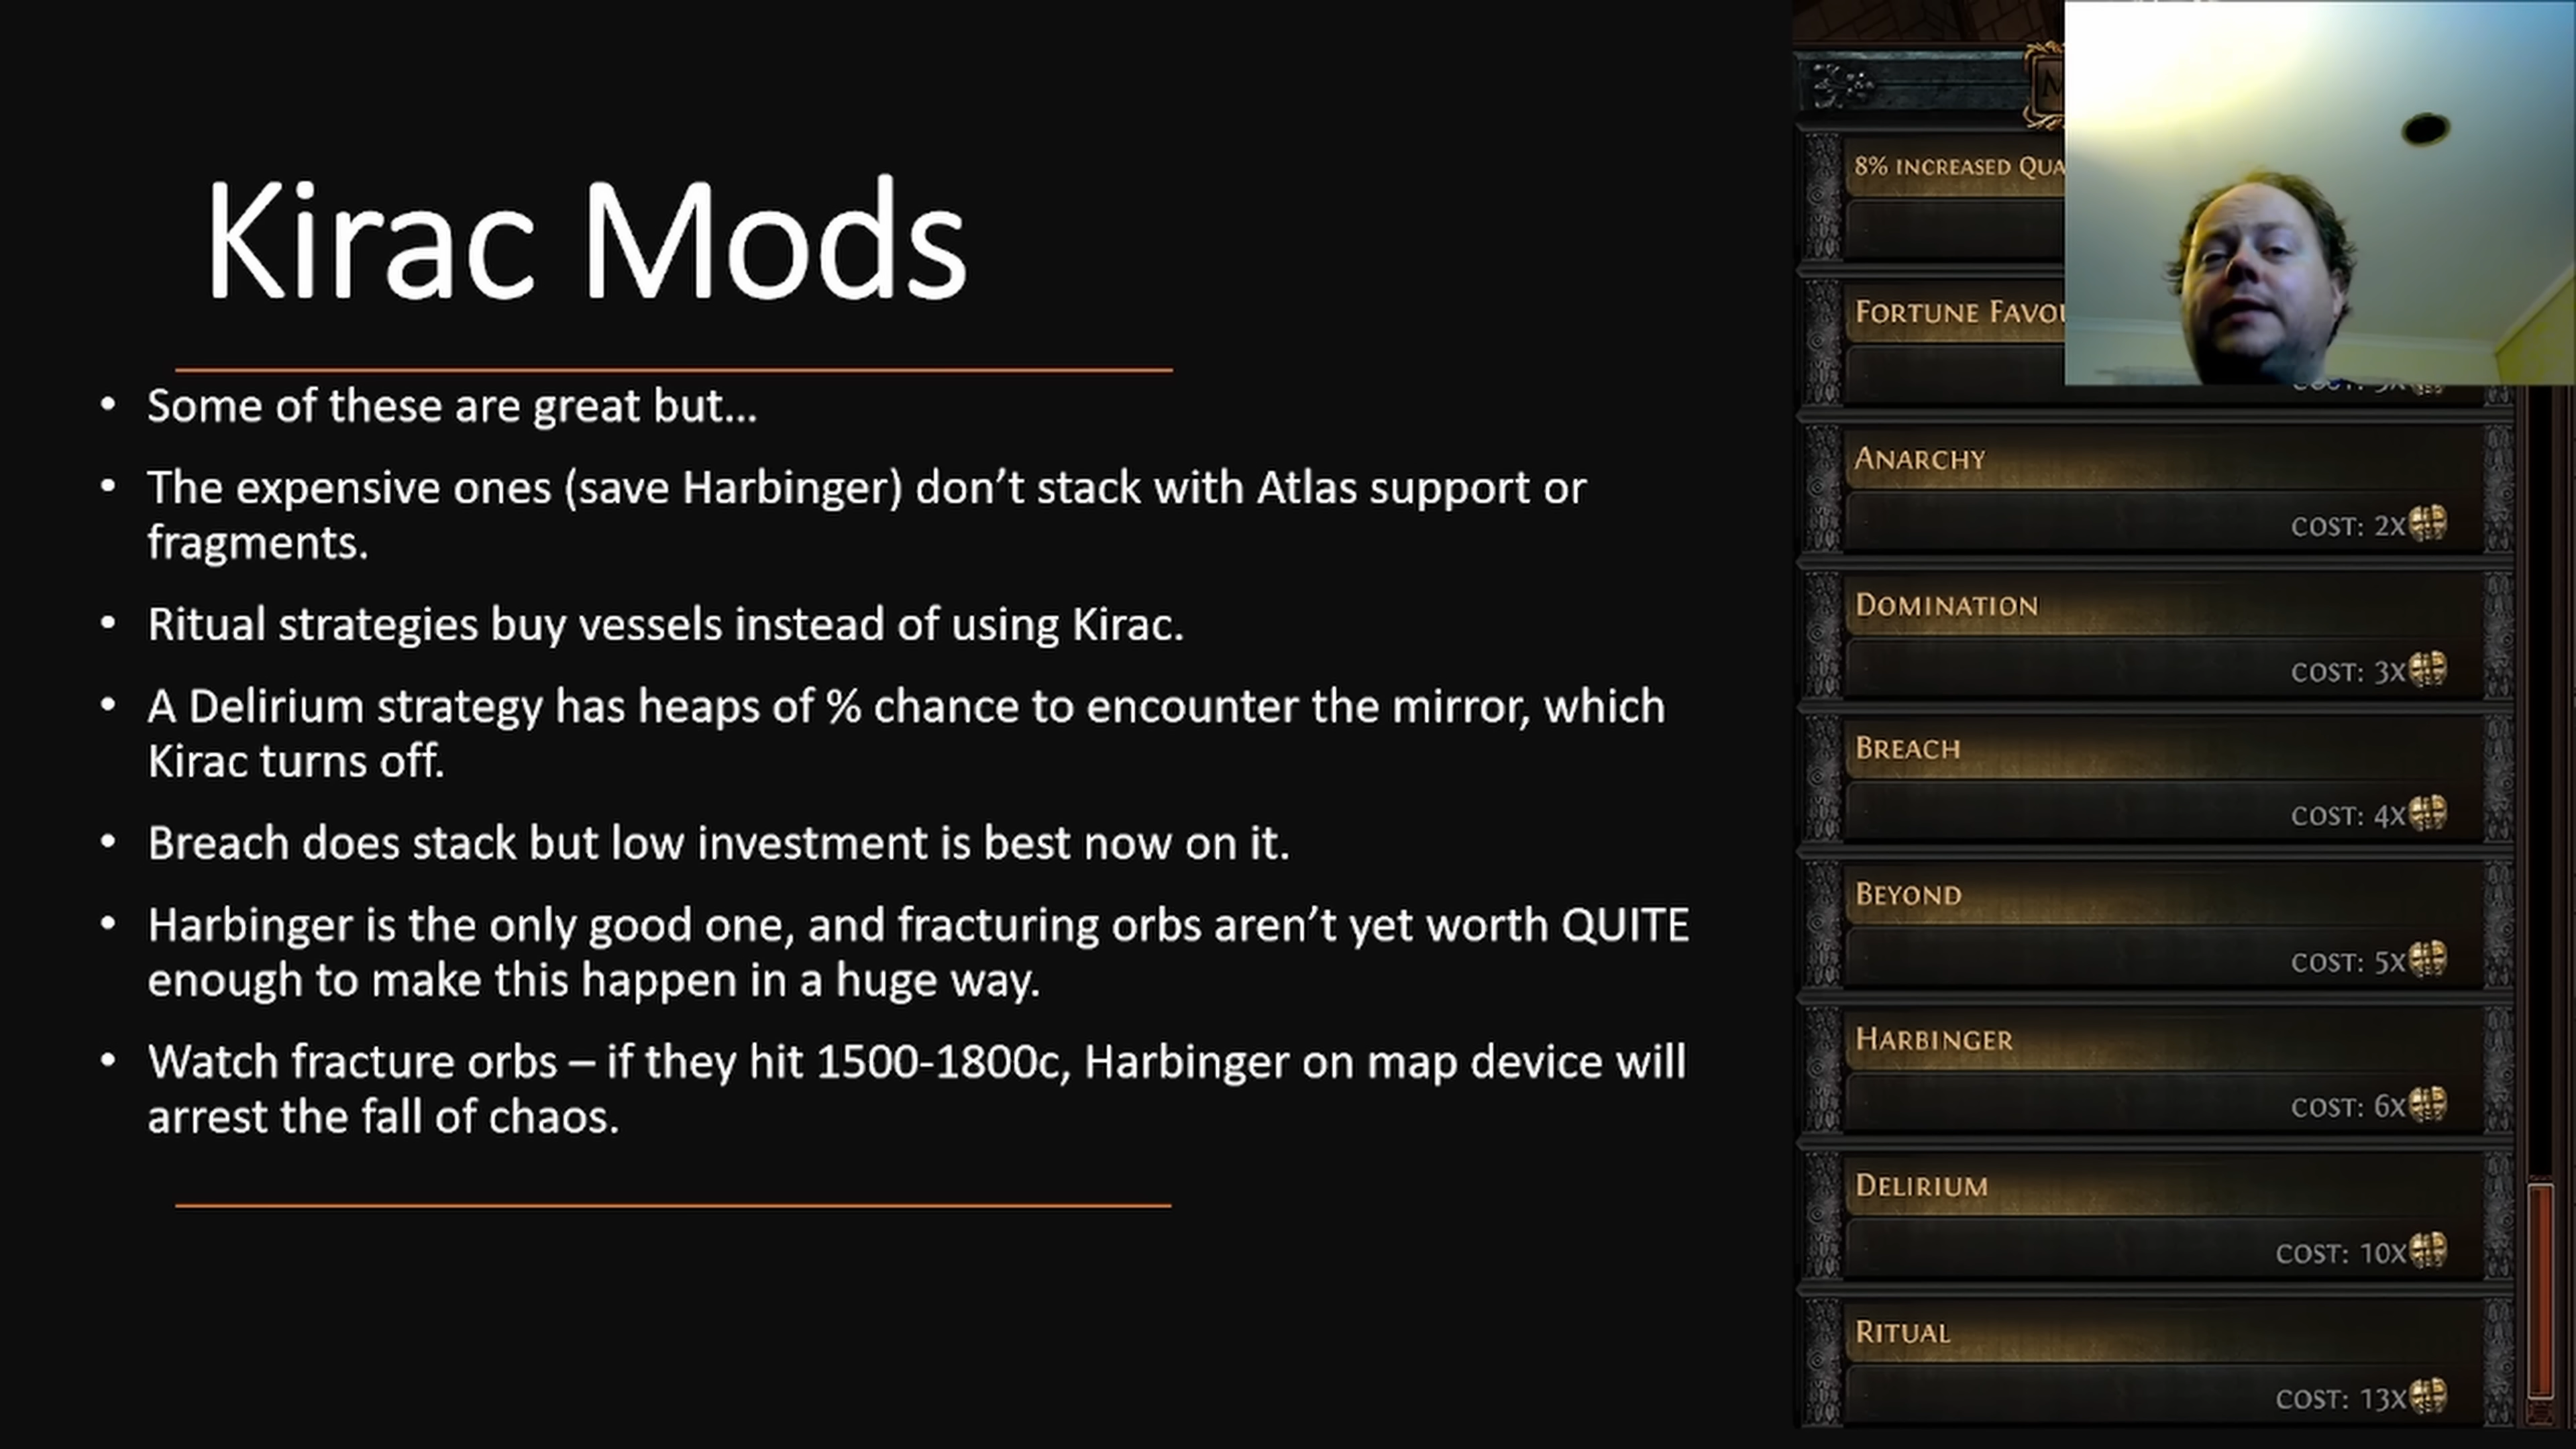 Kirac Mods
• Some of these are great but...
• The expensive ones (save Harbinger) don't stack with Atlas support or
fragments.
• Ritual strategies buy vessels instead of using Kirac.
• A Delirium strategy has heaps of % chance to encounter the mirror, which
Kirac turns off.
• Breach does stack but low investment is best now on it.
• Harbinger is the only good one, and fracturing orbs aren't yet worth QUITE
enough to make this happen in a huge way.
• Watch fracture orbs – if they hit 1500-1800c, Harbinger on map device will
arrest the fall of chaos.
8% INCREASED
FORTUNE
ANARCHY
COST: 2X
DOMINATION
COST: 3X
BREACH
COST: 4X
BEYOND
COST: 5X
HARBINGER
COST: 6X
DELIRIUM
COST: 10X
RITUAL
COST: 13X